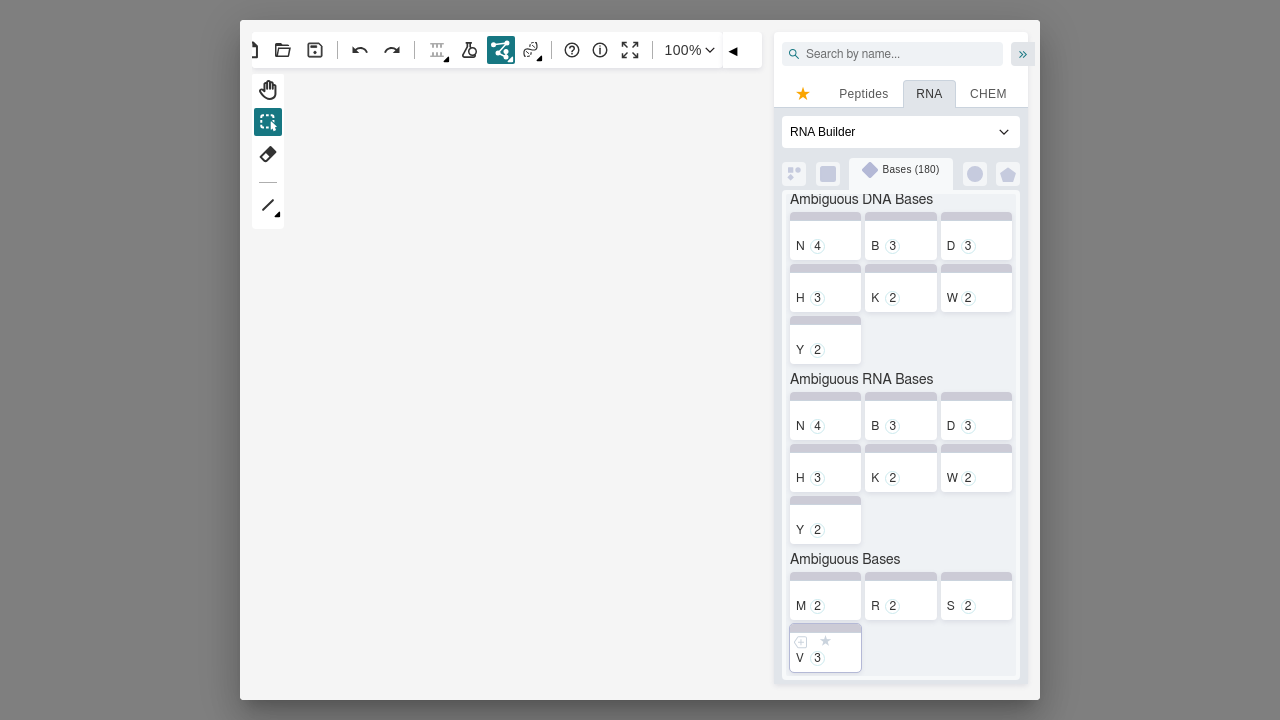 100%
Search by name...
Peptides RNA CHEM
RNA Builder
Bases (180)
Ambiguous DNA Bases
N 4 B 3 D 3
H 3 K 2 W 2
Y 2
Ambiguous RNA Bases
N 4 B 3 D 3
H 3 K 2 W 2
Y 2
Ambiguous Bases
M 2 R 2 S 2
V 3